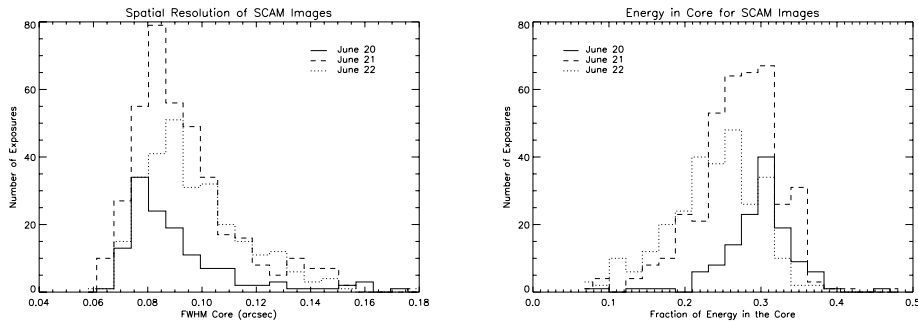 Spatial Resolution of SCAM Images
80
60
40
20
0
Number of Exposures
June 20
June 21
June 22
0.04 0.06 0.08 0.10 0.12 0.14 0.16 0.18
FWHM Core (arcsec)
Energy in Core for SCAM Images
80
60
40
20
0
Number of Exposures
June 20
June 21
June 22
0.0 0.1 0.2 0.3 0.4 0.5
Fraction of Energy in the Core